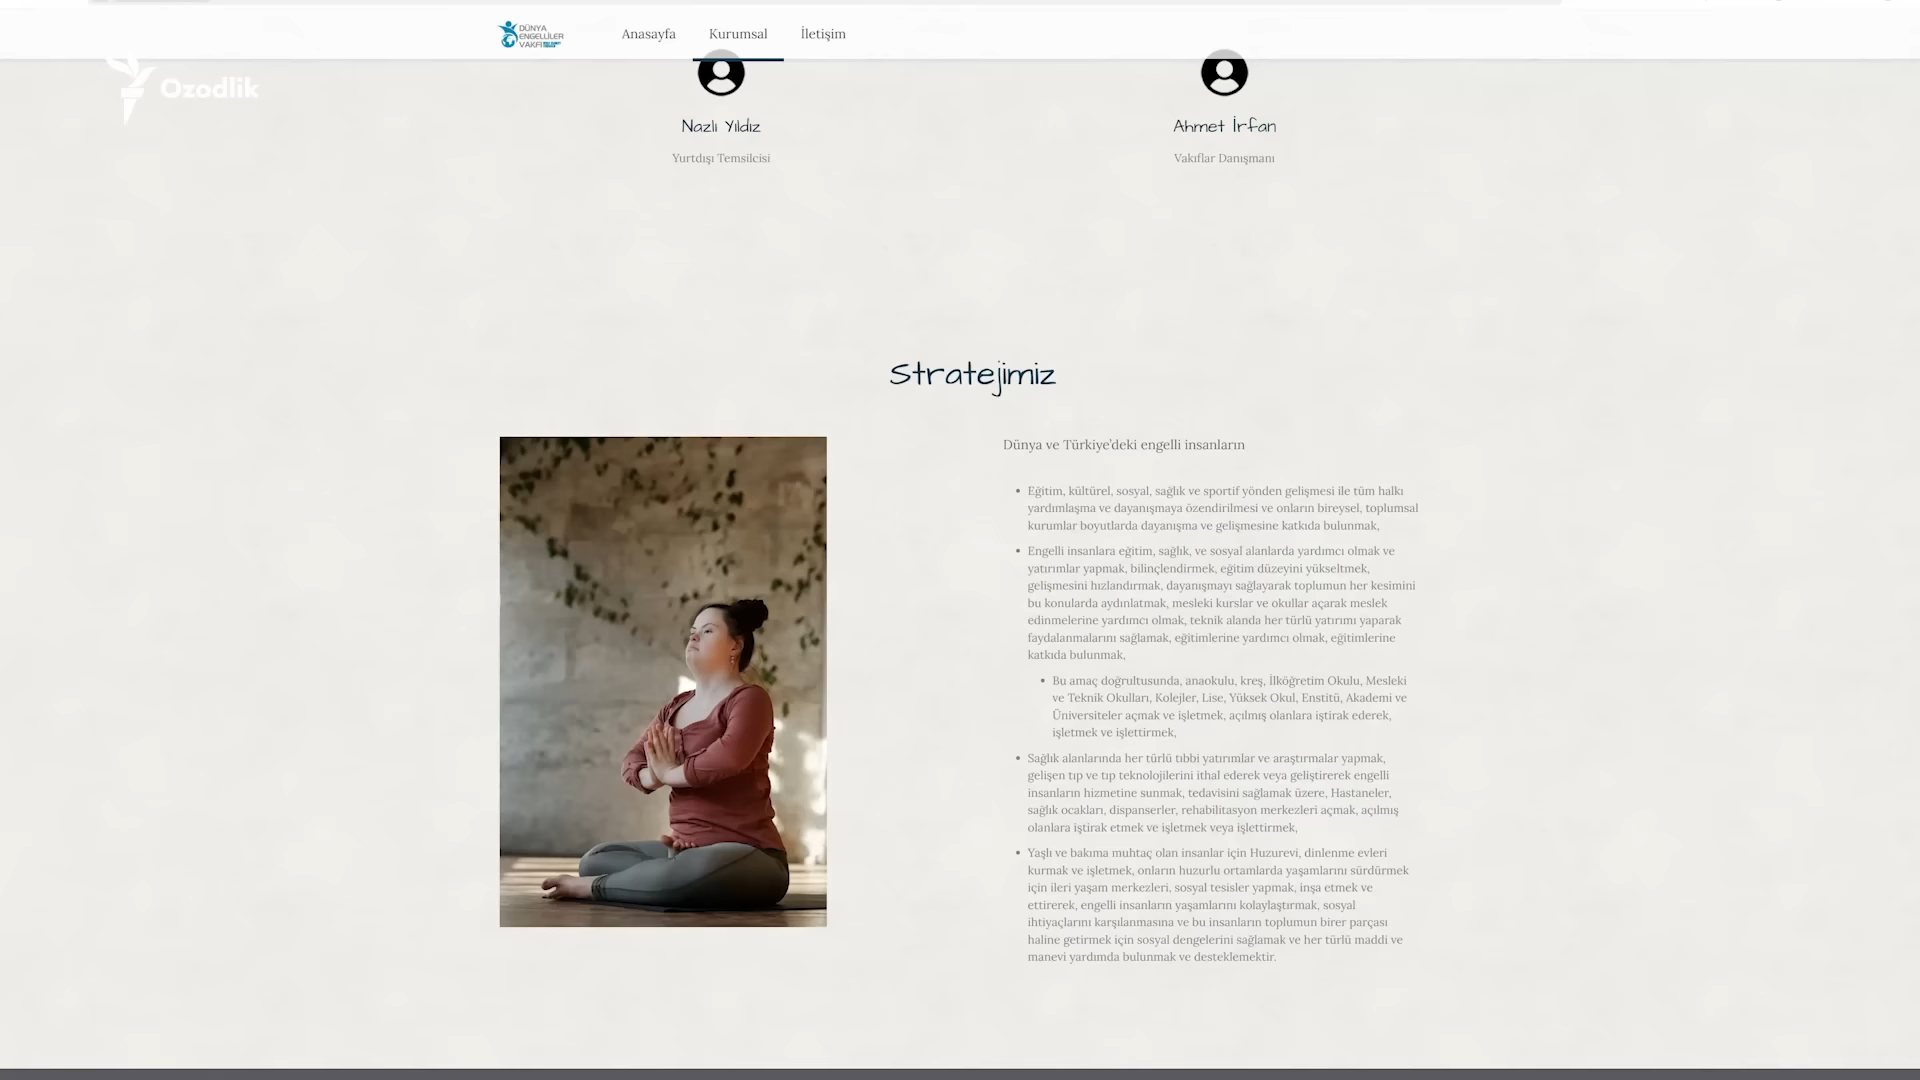 DÜNYA
ENGELLİLER
VAKFI
Anasayfa
Kurumsal
İletişim
Ozodlik
Nazlı Yıldız
Yurtdışı Temsilcisi
Ahmet İrfan
Vakıflar Danışmanı
Stratejimiz
Dünya ve Türkiye'deki engelli insanların
• Eğitim, kültürel, sosyal, sağlık ve sportif yönden gelişmesi ile tüm halkı
yardımlaşma ve dayanışmaya özendirilmesi ve onların bireysel, toplumsal
kurumlar boyutlarda dayanışma ve gelişmesine katkıda bulunmak,
• Engelli insanlara eğitim, sağlık, ve sosyal alanlarda yardımcı olmak ve
yatırımlar yapmak, bilinçlendirmek, eğitim düzeyini yükseltmek,
gelişmesini hızlandırmak, dayanışmayı sağlayarak toplumun her kesimini
bu konularda aydınlatmak, mesleki kurslar ve okullar açarak meslek
edinmelerine yardımcı olmak, teknik alanda her türlü yatırımı yaparak
faydalanmalarını sağlamak, eğitimlerine yardımcı olmak, eğitimlerine
katkıda bulunmak,
• Bu amaç doğrultusunda, anaokulu, kreş, İlköğretim Okulu, Mesleki
ve Teknik Okulları, Kolejler, Lise, Yüksek Okul, Enstitü, Akademi ve
Üniversiteler açmak ve işletmek, açılmış olanlara iştirak ederek,
işletmek ve işlettirmek,
• Sağlık alanlarında her türlü tıbbi yatırımlar ve araştırmalar yapmak,
gelişen tıp ve tıp teknolojilerini ithal ederek veya geliştirerek engelli
insanların hizmetine sunmak, tedavisini sağlamak üzere, Hastaneler,
sağlık ocakları, dispanserler, rehabilitasyon merkezleri açmak, açılmış
olanlara iştirak etmek ve işletmek veya işlettirmek,
• Yaşlı ve bakıma muhtaç olan insanlar için Huzurevi, dinlenme evleri
kurmak ve işletmek, onların huzurlu ortamlarda yaşamlarını sürdürmek
için ileri yaşam merkezleri, sosyal tesisler yapmak, inşa etmek ve
ettirerek, engelli insanların yaşamlarını kolaylaştırmak, sosyal
ihtiyaçlarını karşılanmasına ve bu insanların toplumun birer parçası
haline getirmek için sosyal dengelerini sağlamak ve her türlü maddi ve
manevi yardımda bulunmak ve desteklemektir.